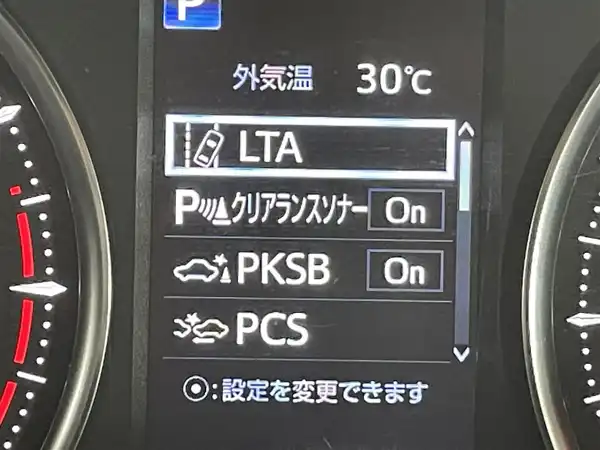 P
外気温 30℃
LTA
P クリアランスソナー On
PKSB On
PCS
⦿:設定を変更できます